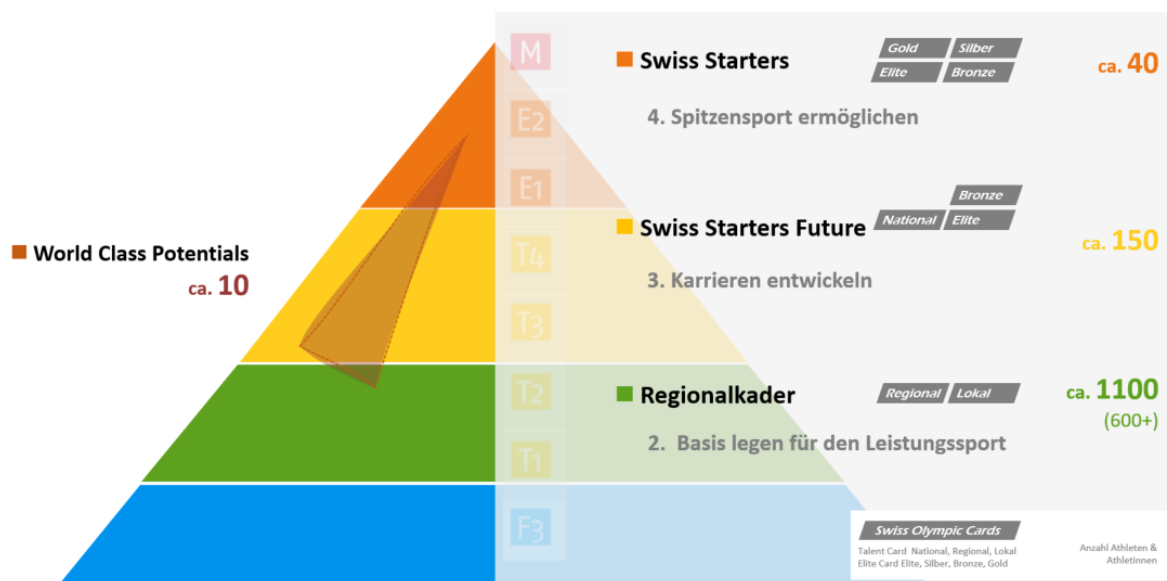 M
Swiss Starters
Gold Silber
Elite Bronze
ca. 40
E2
4. Spitzensport ermöglichen
E1
Bronze
National Elite
Swiss Starters Future
ca. 150
World Class Potentials
ca. 10
T4
3. Karrieren entwickeln
T3
T2
Regionalkader
Regional Lokal
ca. 1100
(600+)
2. Basis legen für den Leistungssport
T1
F3
Swiss Olympic Cards
Talent Card National, Regional, Lokal
Elite Card Elite, Silber, Bronze, Gold
Anzahl Athleten &
Athletinnen